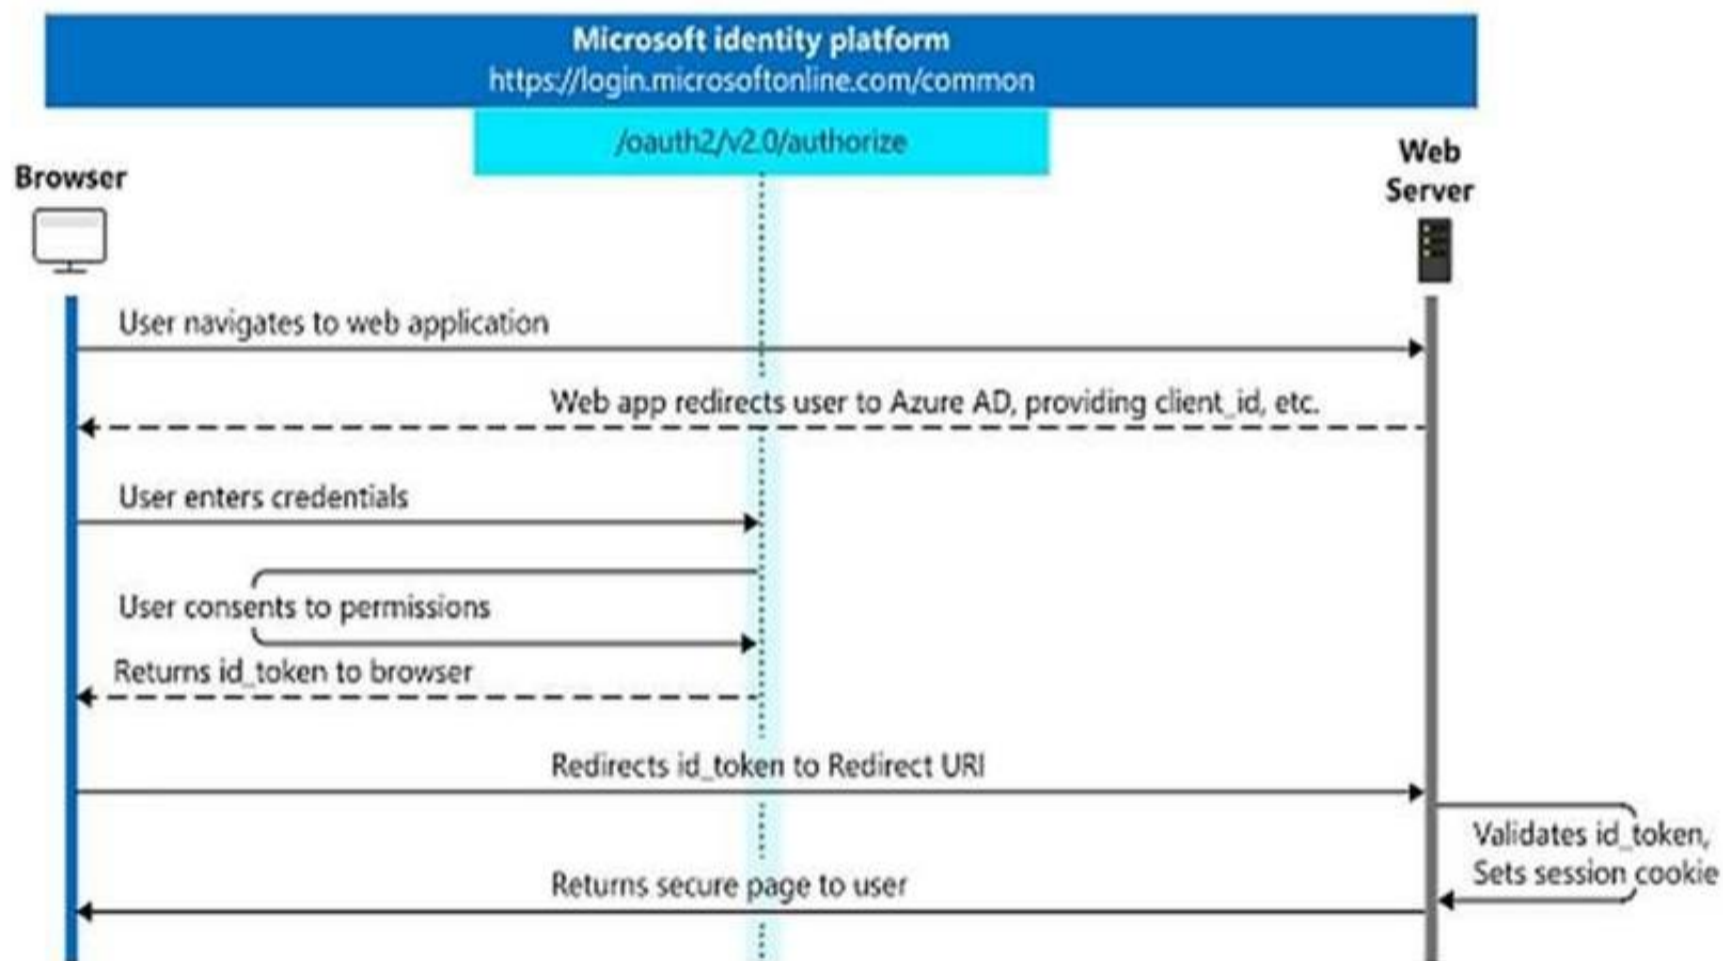 Microsoft identity platform
https://login.microsoftonline.com/common
/oauth2/v2.0/authorize
Browser
Web
Server
User navigates to web application
Web app redirects user to Azure AD, providing client_id, etc.
User enters credentials
User consents to permissions
Returns id_token to browser
Redirects id_token to Redirect URI
Validates id_token,
Sets session cookie
Returns secure page to user